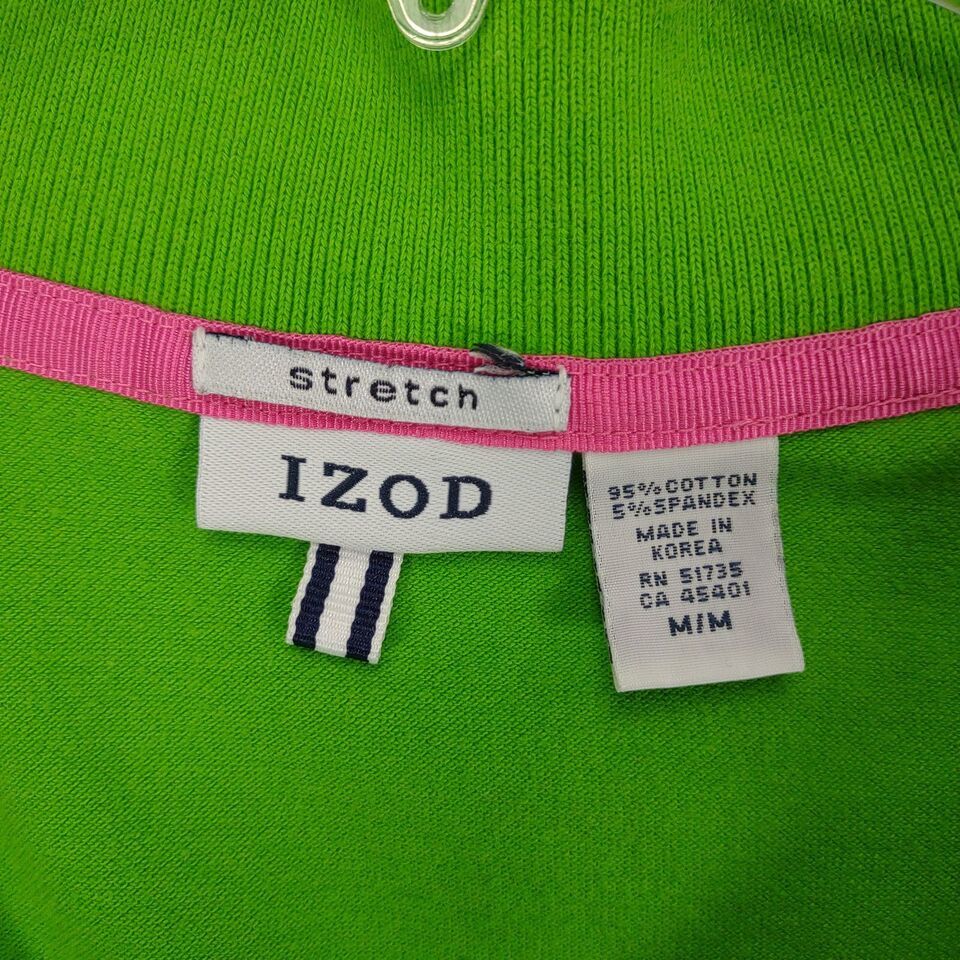 stretch
IZOD
95% COTTON
5% SPANDEX
MADE IN
KOREA
RN 51735
CA 45401
M/M